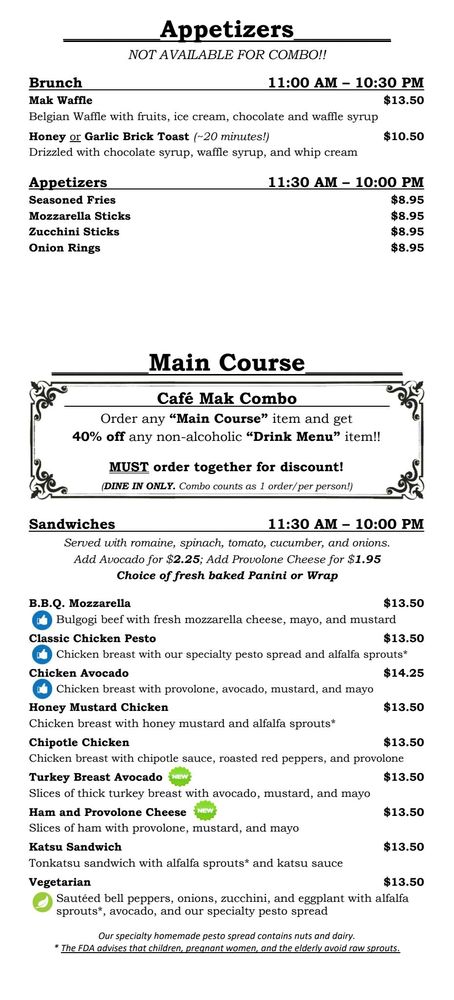 Appetizers
NOT AVAILABLE FOR COMBO!!
Brunch 11:00 AM – 10:30 PM
Mak Waffle $13.50
Belgian Waffle with fruits, ice cream, chocolate and waffle syrup
Honey or Garlic Brick Toast (~20 minutes!) $10.50
Drizzled with chocolate syrup, waffle syrup, and whip cream
Appetizers 11:30 AM – 10:00 PM
Seasoned Fries $8.95
Mozzarella Sticks $8.95
Zucchini Sticks $8.95
Onion Rings $8.95
Main Course
Café Mak Combo
Order any “Main Course” item and get
40% off any non-alcoholic “Drink Menu” item!!
MUST order together for discount!
(DINE IN ONLY. Combo counts as 1 order/per person!)
Sandwiches 11:30 AM – 10:00 PM
Served with romaine, spinach, tomato, cucumber, and onions.
Add Avocado for $2.25; Add Provolone Cheese for $1.95
Choice of fresh baked Panini or Wrap
B.B.Q. Mozzarella $13.50
Bulgogi beef with fresh mozzarella cheese, mayo, and mustard
Classic Chicken Pesto $13.50
Chicken breast with our specialty pesto spread and alfalfa sprouts*
Chicken Avocado $14.25
Chicken breast with provolone, avocado, mustard, and mayo
Honey Mustard Chicken $13.50
Chicken breast with honey mustard and alfalfa sprouts*
Chipotle Chicken $13.50
Chicken breast with chipotle sauce, roasted red peppers, and provolone
Turkey Breast Avocado NEW $13.50
Slices of thick turkey breast with avocado, mustard, and mayo
Ham and Provolone Cheese NEW $13.50
Slices of ham with provolone, mustard, and mayo
Katsu Sandwich $13.50
Tonkatsu sandwich with alfalfa sprouts* and katsu sauce
Vegetarian $13.50
Sautéed bell peppers, onions, zucchini, and eggplant with alfalfa
sprouts*, avocado, and our specialty pesto spread
Our specialty homemade pesto spread contains nuts and dairy.
* The FDA advises that children, pregnant women, and the elderly avoid raw sprouts.